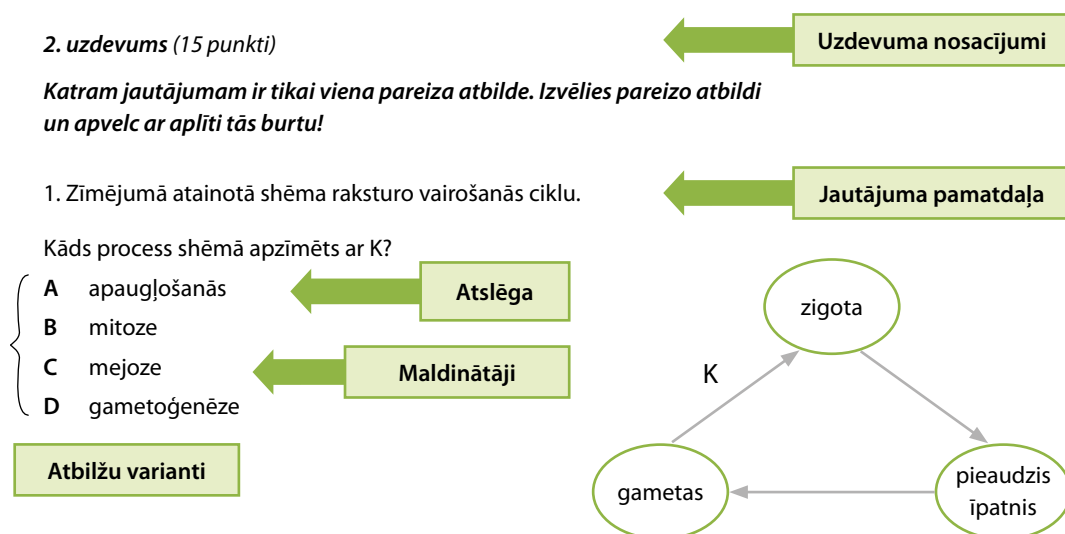 2. uzdevums (15 punkti)
Uzdevuma nosacījumi
Katram jautājumam ir tikai viena pareiza atbilde. Izvēlies pareizo atbildi
un apvelc ar aplīti tās burtu!
1. Zīmējumā atainotā shēma raksturo vairošanās ciklu.
Jautājuma pamatdaļa
Kāds process shēmā apzīmēts ar K?
A apaugļošanās
Atslēga
B mitoze
C mejoze
Maldinātāji
D gametoģenēze
Atbilžu varianti
zigota
K
gametas
pieaudzis
īpatnis